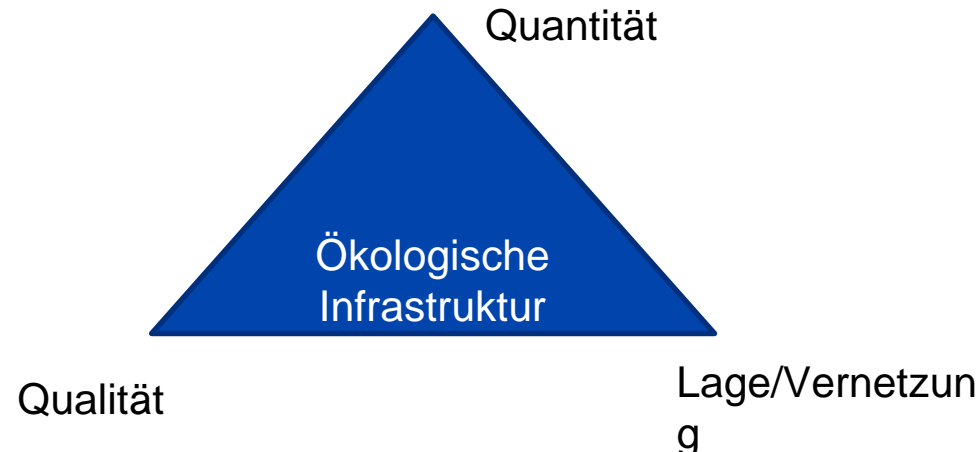 Quantität
Ökologische
Infrastruktur
Qualität
Lage/Vernetzun
g